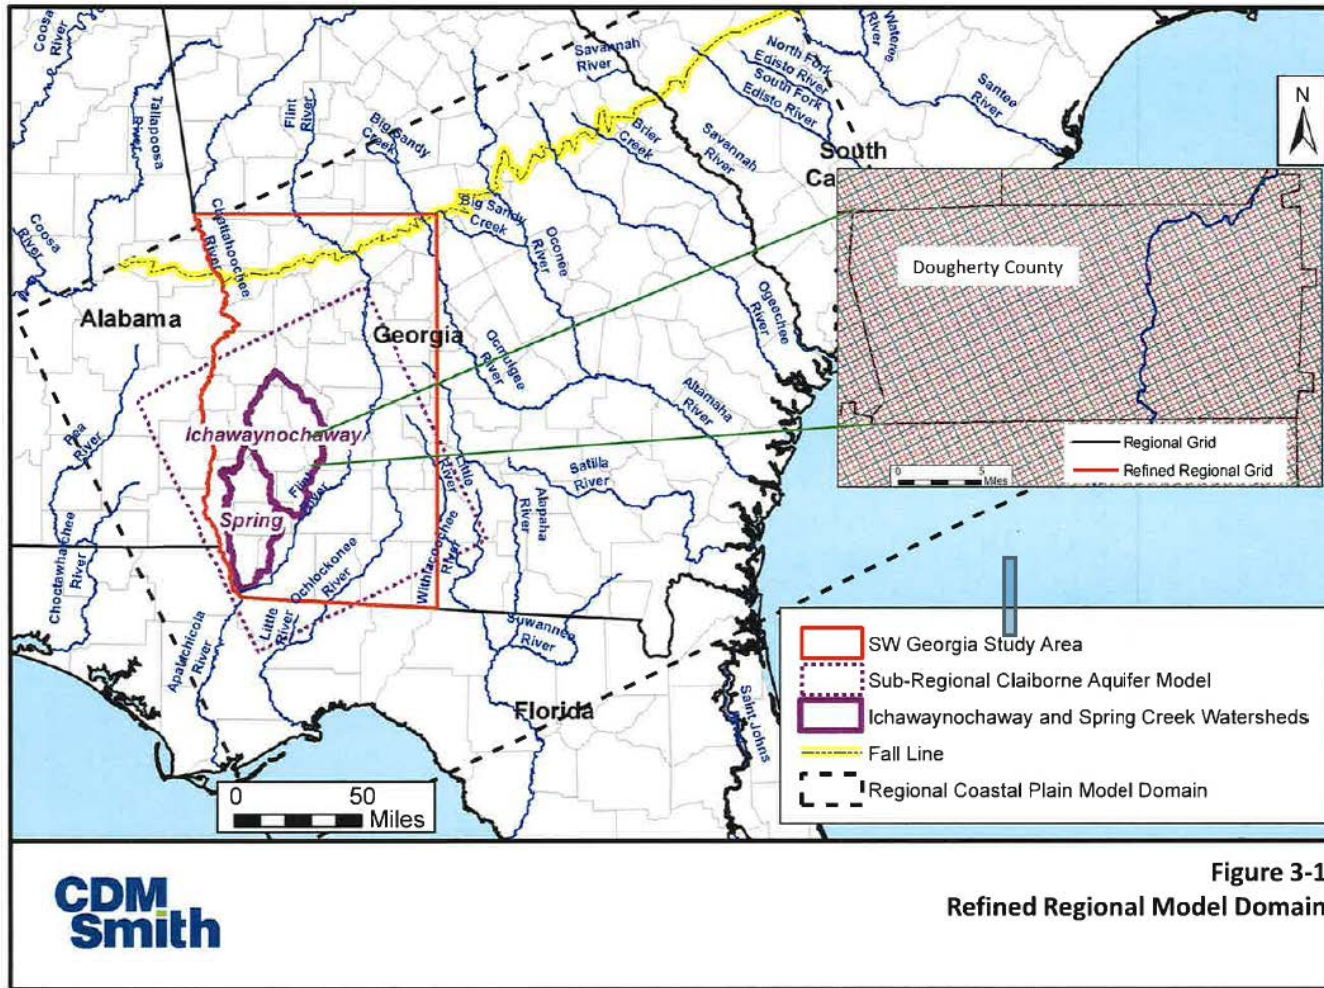 Coosa
River
Tallapoosa
River
Flint
River
Big Sandy
Creek
Savannah
River
North Fork
Edisto River
South Fork
Edisto River
Wateree
River
Santee
River
N
Brier
Creek
Savannah
River
South
Ca
Coosa
River
Chattahoochee
River
Big Sandy
Creek
Oconee
River
Ogeechee
River
Dougherty County
Alabama
Georgia
Ocmulgee
River
Altamaha
River
Pea
River
Ichawaynochaway
Flint
River
Little
River
Satilla
River
Regional Grid
Refined Regional Grid
0 5
Miles
Spring
Alapaha
River
Choctawhatchee
River
Ochlockonee
River
Withlacoochee
River
Apalachicola
River
Little
River
Suwannee
River
Saint Johns
Florida
SW Georgia Study Area
Sub-Regional Claiborne Aquifer Model
Ichawaynochaway and Spring Creek Watersheds
Fall Line
Regional Coastal Plain Model Domain
0 50
Miles
CDM
Smith
Figure 3-1
Refined Regional Model Domain